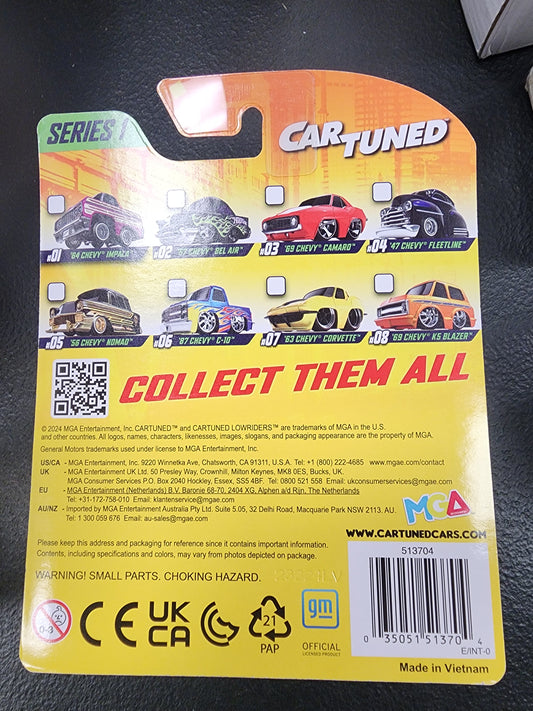 SERIES 1
CARTUNED
#01 '64 CHEVY® IMPALA
#02 '57 CHEVY® BEL AIR®
#03 '69 CHEVY® CAMARO®
#04 '47 CHEVY® FLEETLINE®
#05 '56 CHEVY® NOMAD®
#06 '87 CHEVY® C-10®
#07 '63 CHEVY® CORVETTE®
#08 '69 CHEVY® K5 BLAZER®
COLLECT THEM ALL
© 2024 MGA Entertainment, Inc. CARTUNED™ and CARTUNED LOWRIDERS™ are trademarks of MGA in the U.S.
and other countries. All logos, names, characters, likenesses, images, slogans, and packaging appearance are the property of MGA.
General Motors trademarks used under license to MGA Entertainment, Inc.
US/CA - MGA Entertainment, Inc. 9220 Winnetka Ave, Chatsworth, CA 91311, U.S.A. Tel: +1 (800) 222-4685 www.mgae.com/contact
UK - MGA Entertainment UK Ltd. 50 Presley Way, Crownhill, Milton Keynes, MK8 0ES, Bucks, UK.
MGA Consumer Services P.O. Box 2040 Hockley, Essex, SS5 4BF. Tel: 0800 521 558 Email: ukconsumerservices@mgae.com
EU - MGA Entertainment (Netherlands) B.V. Baronie 68-70, 2404 XG, Alphen a/d Rijn, The Netherlands
Tel: +31-172-758-010 Email: klantenservice@mgae.com
AU/NZ - Imported by MGA Entertainment Australia Pty Ltd. Suite 5.05, 32 Delhi Road, Macquarie Park NSW 2113. AU.
Tel: 1 300 059 676 Email: au-sales@mgae.com
MGA
WWW.CARTUNEDCARS.COM
Please keep this address and packaging for reference since it contains important information.
Contents, including specifications and colors, may vary from photos depicted on package.
513704
WARNING! SMALL PARTS. CHOKING HAZARD.
0-3
CE
UK
CA
21
PAP
gm
OFFICIAL
LICENSED PRODUCT
0 35051 51370 4
E/INT-0
Made in Vietnam